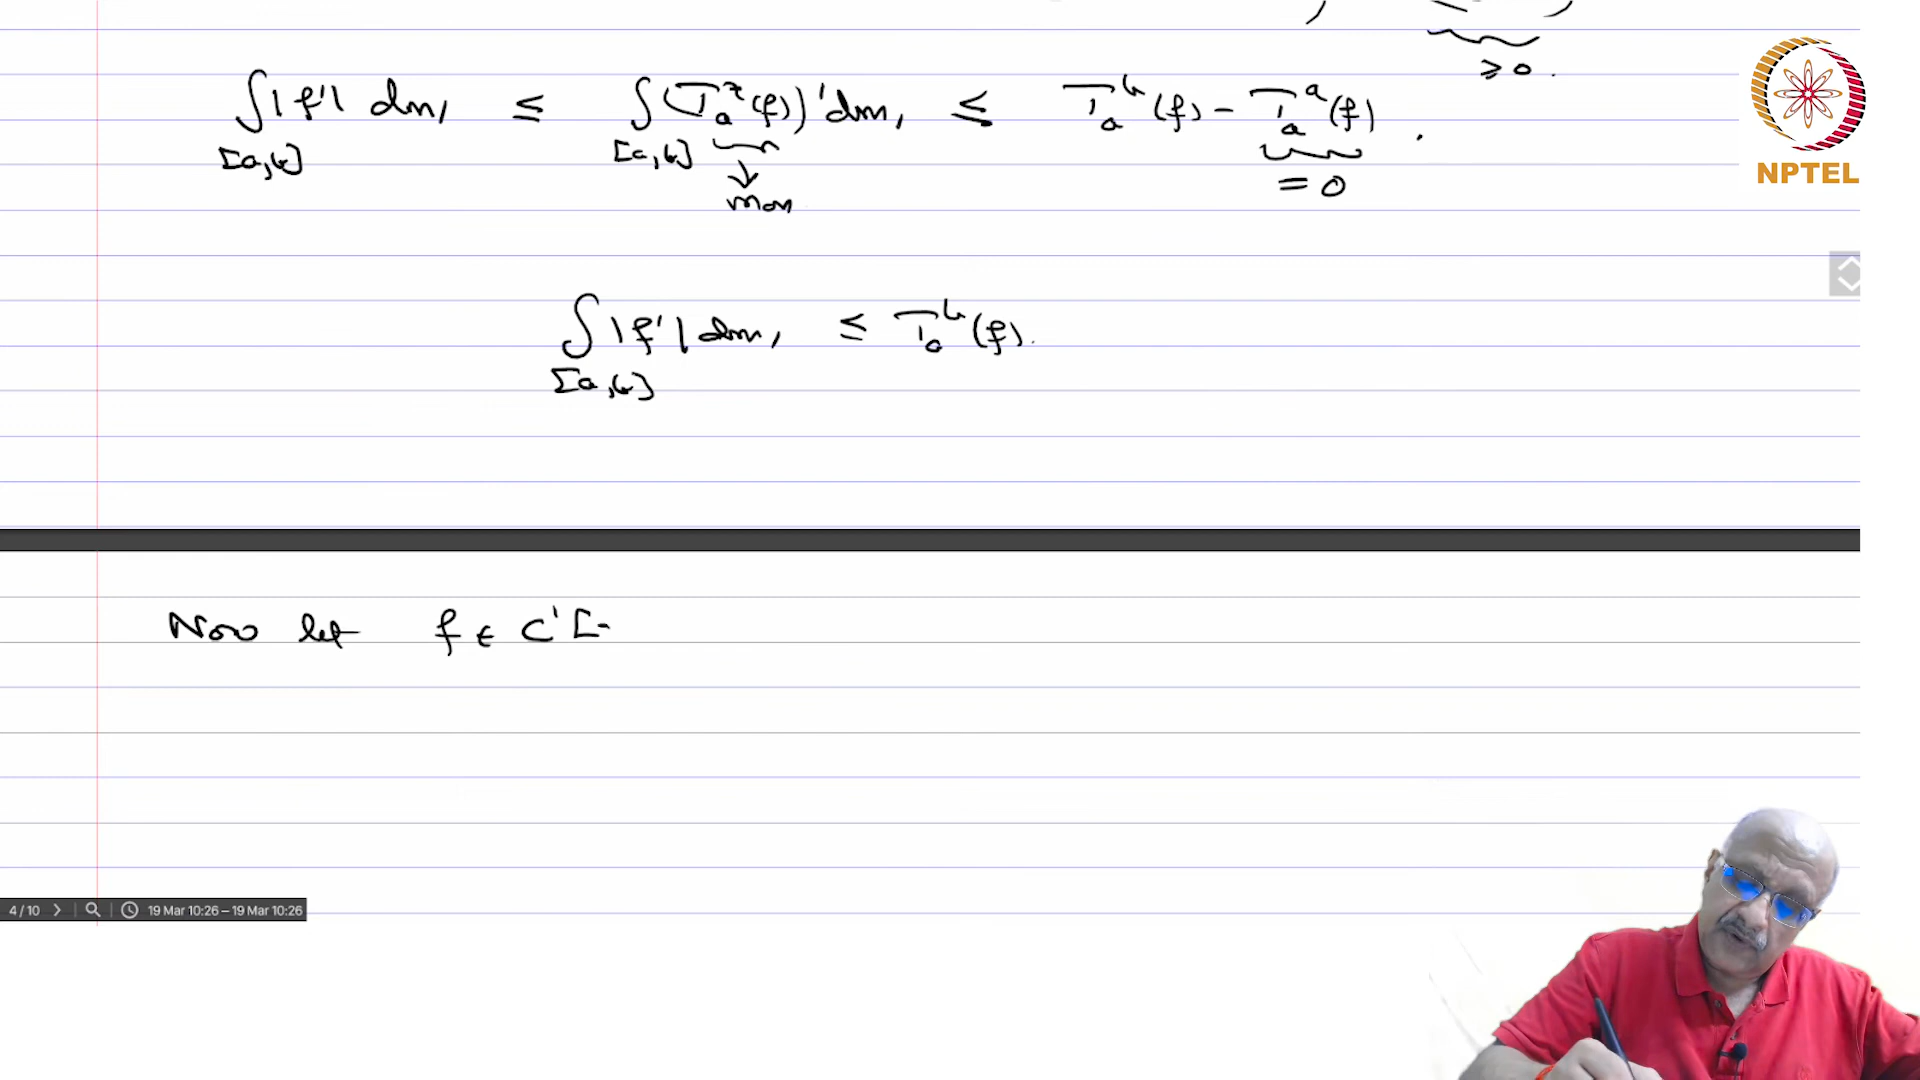 ≥ 0 .
∫_{[a,b]} |f'| dm₁ ≤ ∫_{[a,b]} (T_a^x(f))' dm₁ ≤ T_a^b(f) - T_a^a(f) .
↓ = 0
mon
NPTEL
∫_{[a,b]} |f'| dm₁ ≤ T_a^b(f).
Now let f ∈ C' [
4 / 10 19 Mar 10:26 – 19 Mar 10:26